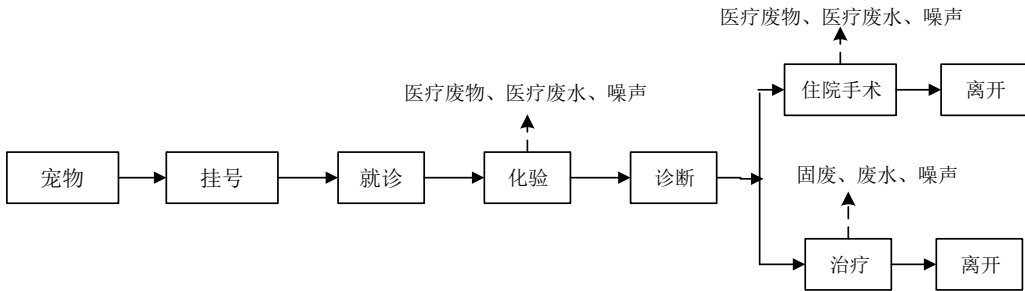 医疗废物、医疗废水、噪声
住院手术
离开
医疗废物、医疗废水、噪声
宠物
挂号
就诊
化验
诊断
固废、废水、噪声
治疗
离开